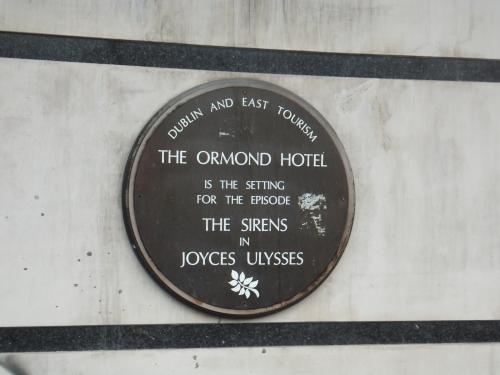 DUBLIN AND EAST TOURISM
THE ORMOND HOTEL
IS THE SETTING
FOR THE EPISODE
THE SIRENS
IN
JOYCES ULYSSES